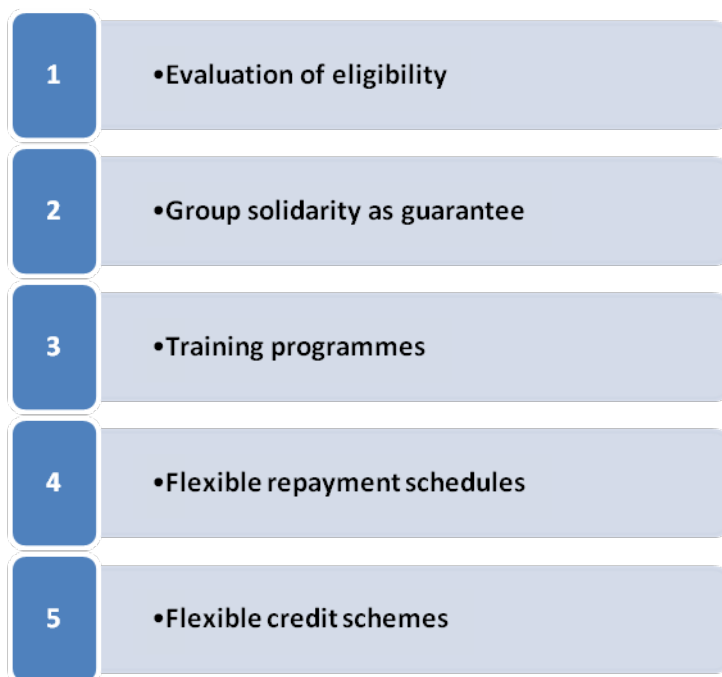 1 •Evaluation of eligibility
2 •Group solidarity as guarantee
3 •Training programmes
4 •Flexible repayment schedules
5 •Flexible credit schemes